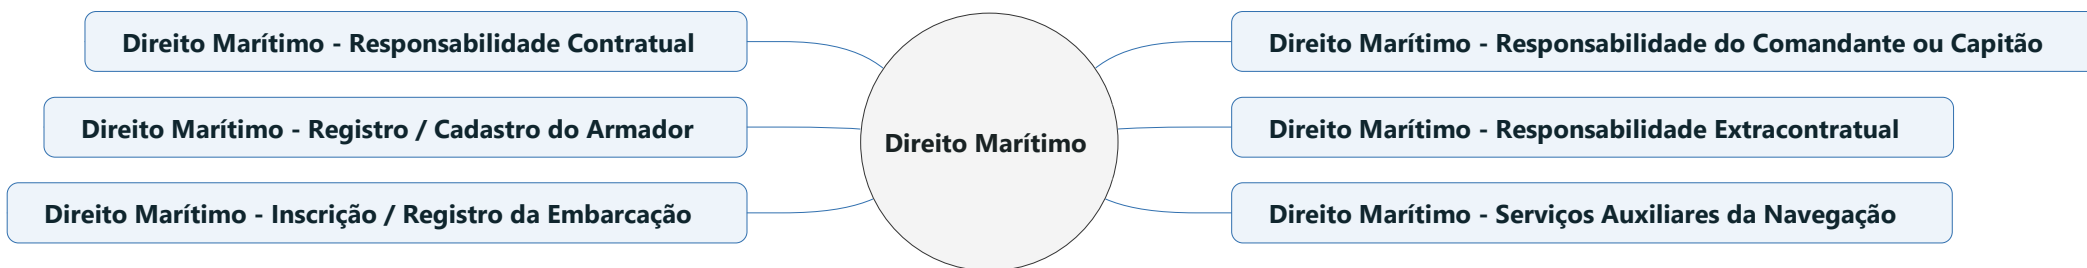 Direito Marítimo - Responsabilidade Contratual
Direito Marítimo - Registro / Cadastro do Armador
Direito Marítimo - Inscrição / Registro da Embarcação
Direito Marítimo
Direito Marítimo - Responsabilidade do Comandante ou Capitão
Direito Marítimo - Responsabilidade Extracontratual
Direito Marítimo - Serviços Auxiliares da Navegação